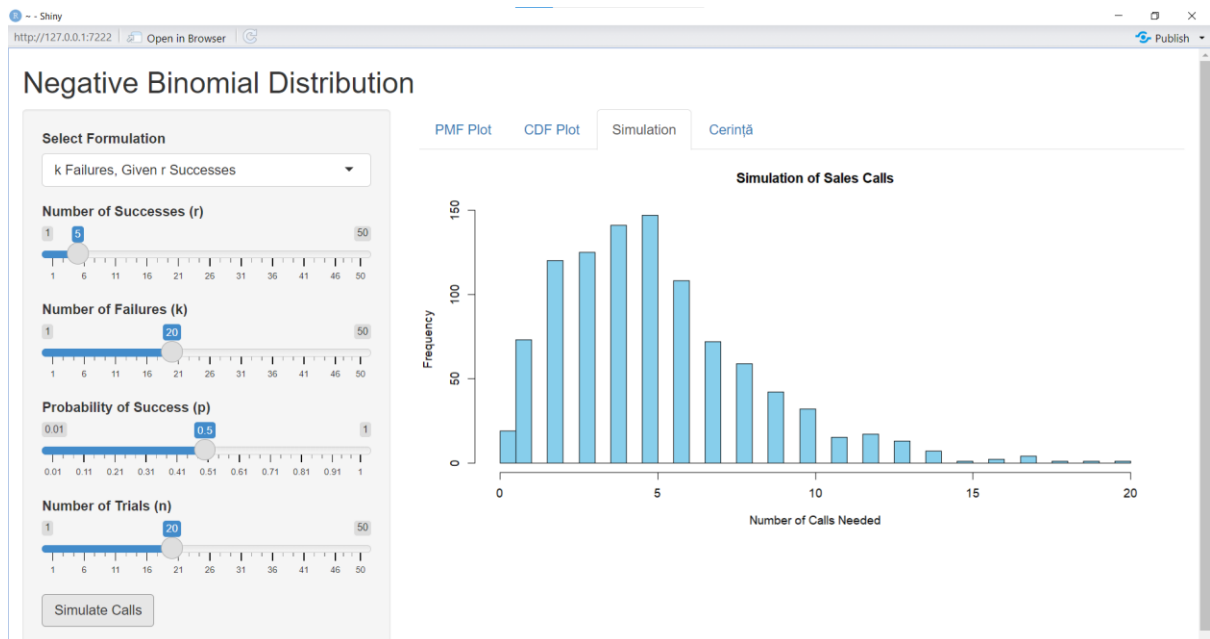 ~ - Shiny
http://127.0.0.1:7222 Open in Browser Publish
Negative Binomial Distribution
Select Formulation
k Failures, Given r Successes
Number of Successes (r)
1 5 50
1 6 11 16 21 26 31 36 41 46 50
Number of Failures (k)
1 20 50
1 6 11 16 21 26 31 36 41 46 50
Probability of Success (p)
0.01 0.5 1
0.01 0.11 0.21 0.31 0.41 0.51 0.61 0.71 0.81 0.91 1
Number of Trials (n)
1 20 50
1 6 11 16 21 26 31 36 41 46 50
Simulate Calls
PMF Plot CDF Plot Simulation Cerință
Simulation of Sales Calls
Frequency
150
100
50
0
0 5 10 15 20
Number of Calls Needed